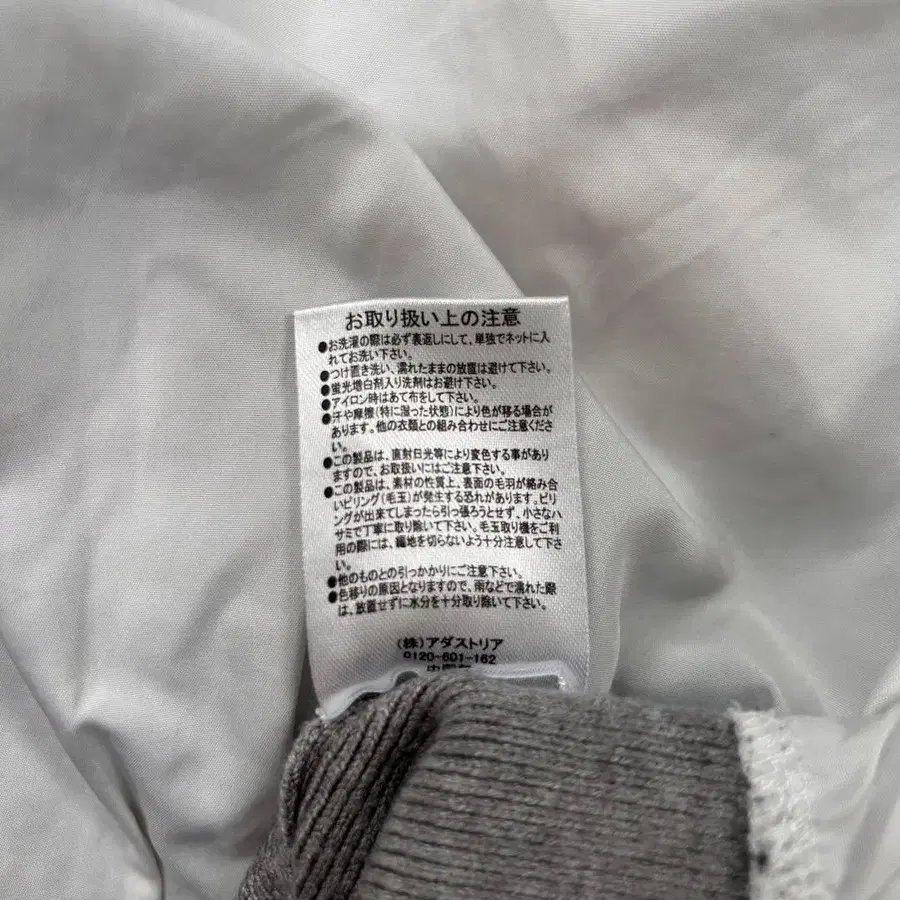 お取り扱い上の注意
●お洗濯の際は必ず裏返しにして、単独でネットに入
れてお洗い下さい。
●つけ置き洗い、濡れたままの放置は避けて下さい。
●蛍光増白剤入り洗剤はお避け下さい。
●アイロン時はあて布をして下さい。
●汗や摩擦(特に湿った状態)により色が移る場合が
あります。他の衣類との組み合わせにご注意くださ
い。
●この製品は、直射日光等により変色する事があり
ますので、お取扱いにはご注意下さい。
●この製品は、素材の性質上、表面の毛羽が絡み合
いピリング(毛玉)が発生する恐れがあります。ピリ
ングが出来てしまったら引っ張ろうとせず、小さなハ
サミで丁寧に取り除いて下さい。毛玉取り機をご利
用の際には、編地を切らないよう十分注意して下さ
い。
●他のものとの引っかかりにご注意下さい。
●色移りの原因となりますので、雨などで濡れた際
は、放置せずに水分を十分取り除いて下さい。
(株)アダストリア
0120-601-162